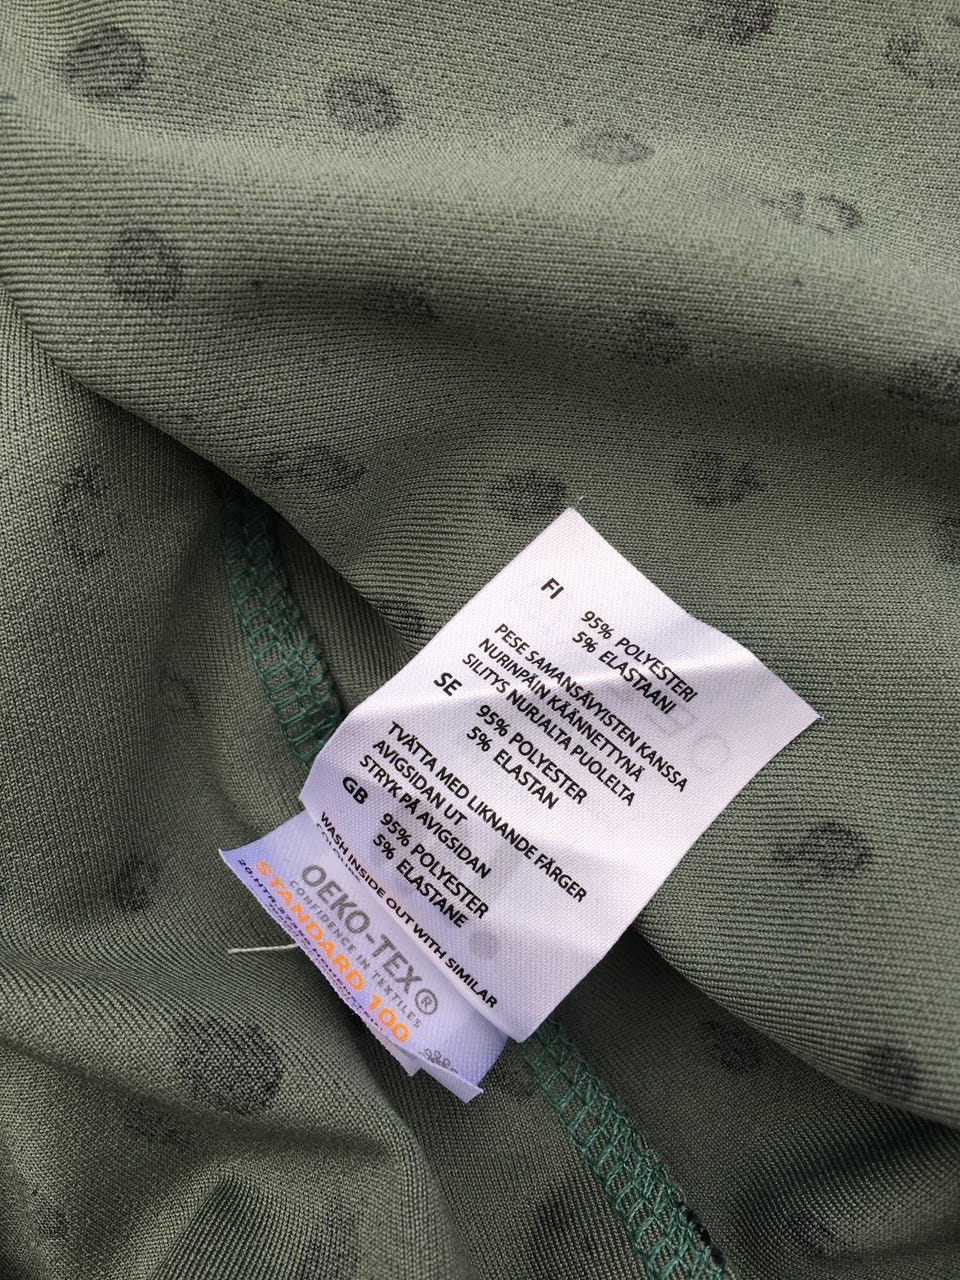 FI
95% POLYESTERI
5% ELASTAANI
PESE SAMANSÄVYISTEN KANSSA
NURINPÄIN KÄÄNNETTYNÄ
SILITYS NURJALTA PUOLELTA
SE
95% POLYESTER
5% ELASTAN
TVÄTTA MED LIKNANDE FÄRGER
AVIGSIDAN UT
STRYK PÅ AVIGSIDAN
GB
95% POLYESTER
5% ELASTANE
WASH INSIDE OUT WITH SIMILAR
OEKO-TEX®
CONFIDENCE IN TEXTILES
STANDARD 100